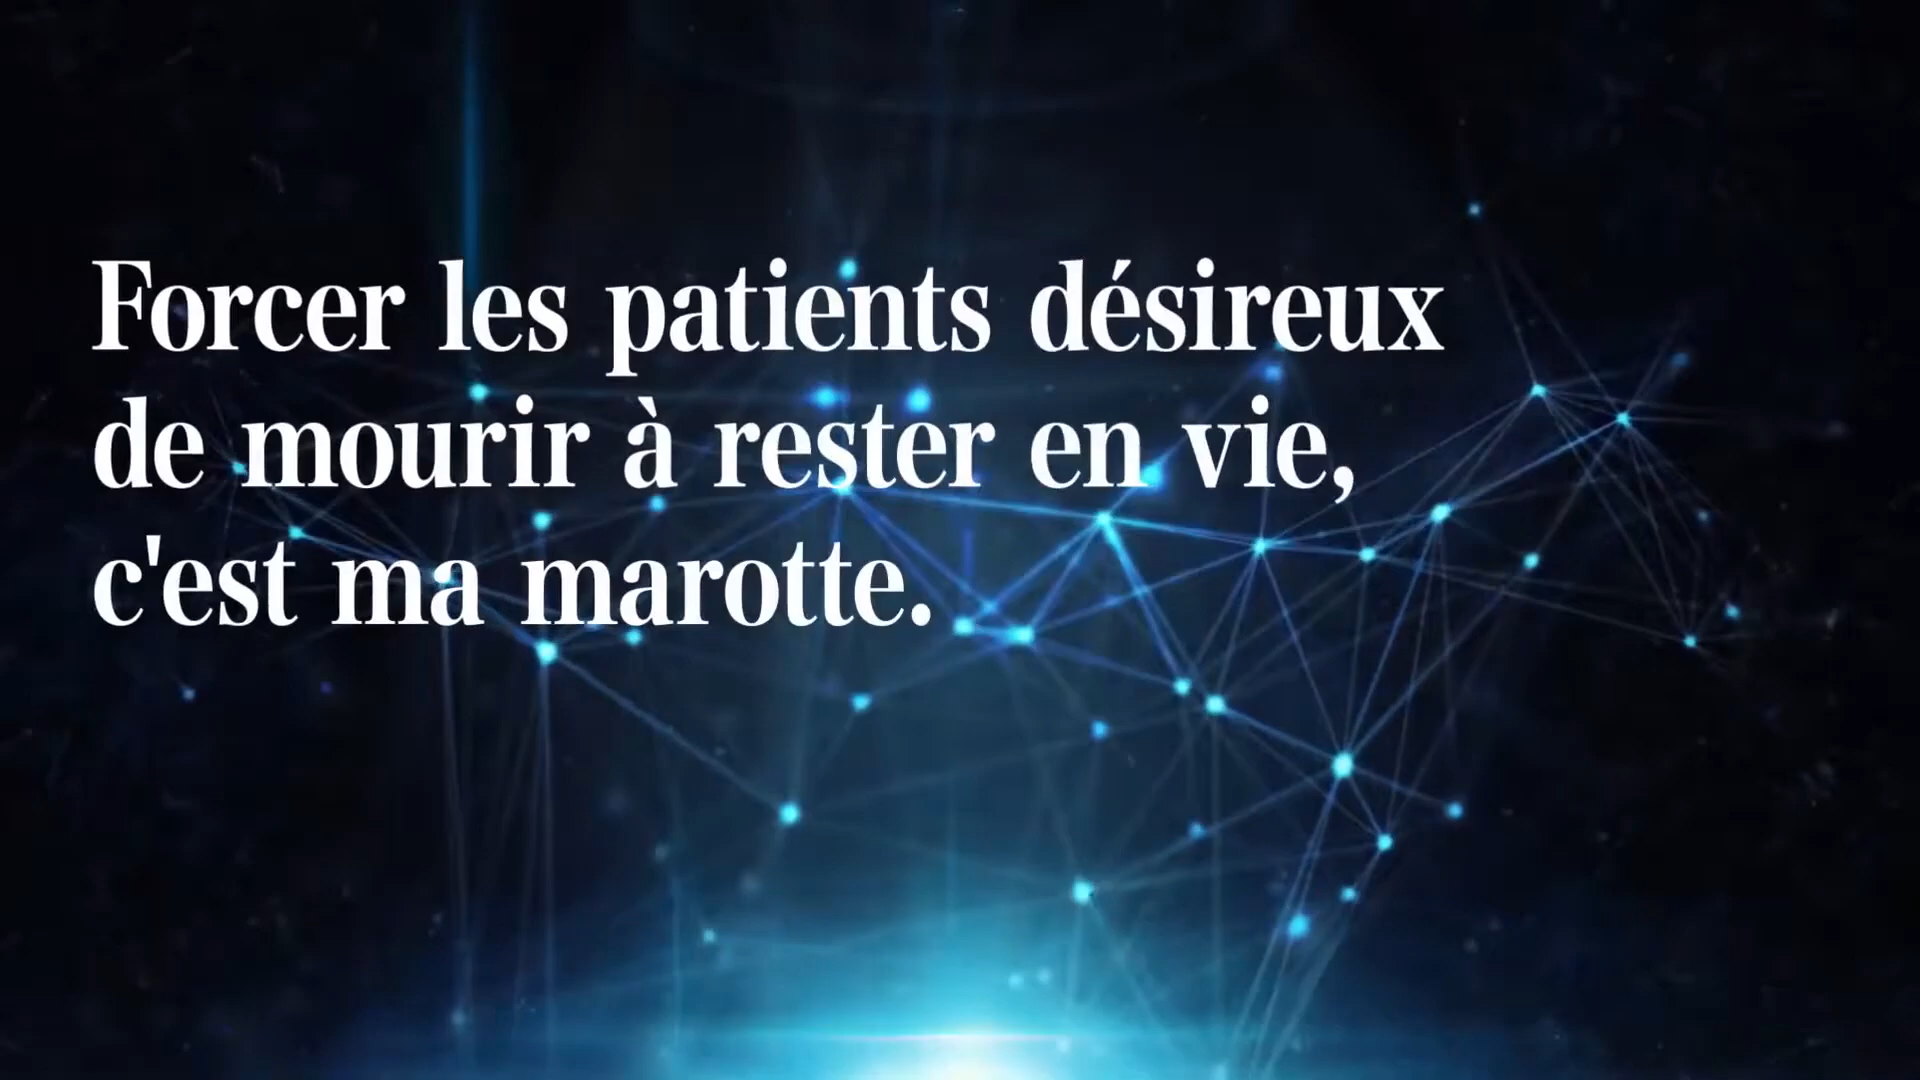 Forcer les patients désireux
de mourir à rester en vie,
c'est ma marotte.